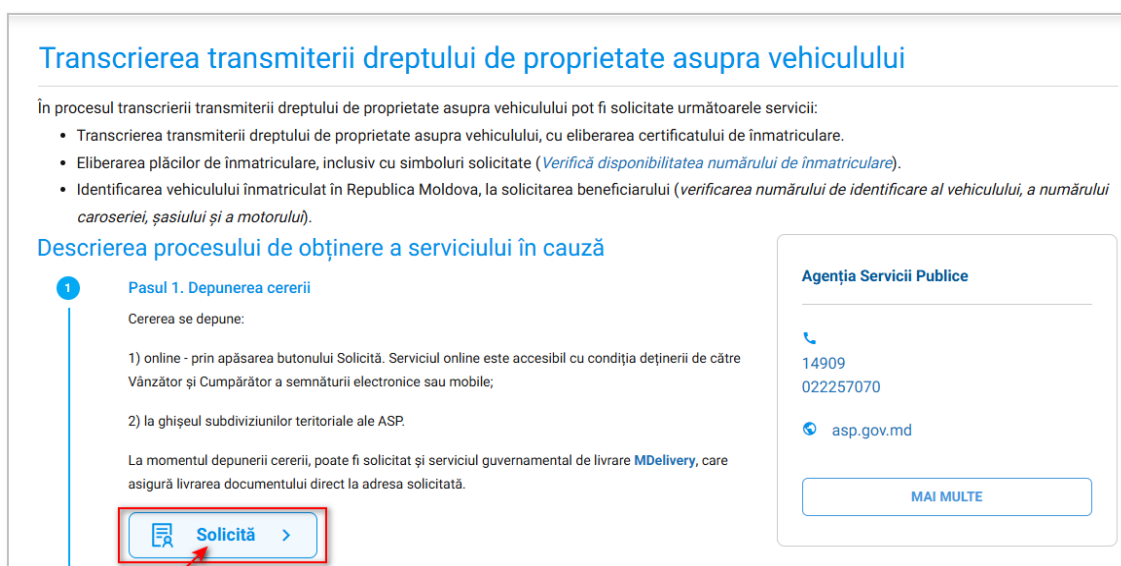 Transcrierea transmiterii dreptului de proprietate asupra vehiculului
În procesul transcrierii transmiterii dreptului de proprietate asupra vehiculului pot fi solicitate următoarele servicii:
• Transcrierea transmiterii dreptului de proprietate asupra vehiculului, cu eliberarea certificatului de înmatriculare.
• Eliberarea plăcilor de înmatriculare, inclusiv cu simboluri solicitate (Verifică disponibilitatea numărului de înmatriculare).
• Identificarea vehiculului înmatriculat în Republica Moldova, la solicitarea beneficiarului (verificarea numărului de identificare al vehiculului, a numărului
caroseriei, șasiului și a motorului).
Descrierea procesului de obținere a serviciului în cauză
1
Pasul 1. Depunerea cererii
Cererea se depune:
1) online - prin apăsarea butonului Solicită. Serviciul online este accesibil cu condiția deținerii de către
Vânzător și Cumpărător a semnăturii electronice sau mobile;
2) la ghișeul subdiviziunilor teritoriale ale ASP.
La momentul depunerii cererii, poate fi solicitat și serviciul guvernamental de livrare MDelivery, care
asigură livrarea documentului direct la adresa solicitată.
Solicită
Agenția Servicii Publice
14909
022257070
asp.gov.md
MAI MULTE